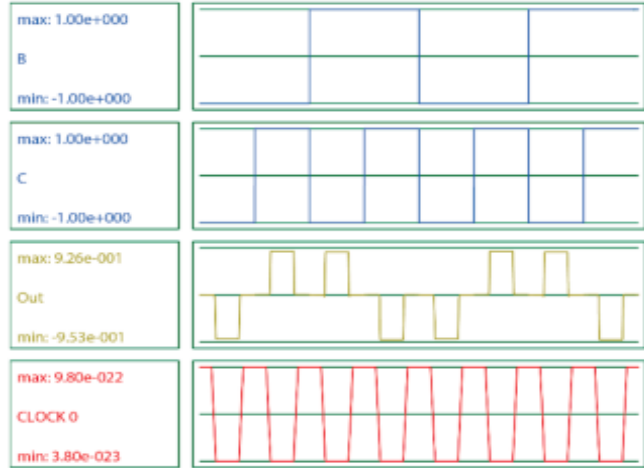 max: 1.00e+000
B
min: -1.00e+000
max: 1.00e+000
C
min: -1.00e+000
max: 9.26e-001
Out
min: -9.53e-001
max: 9.80e-022
CLOCK 0
min: 3.80e-023